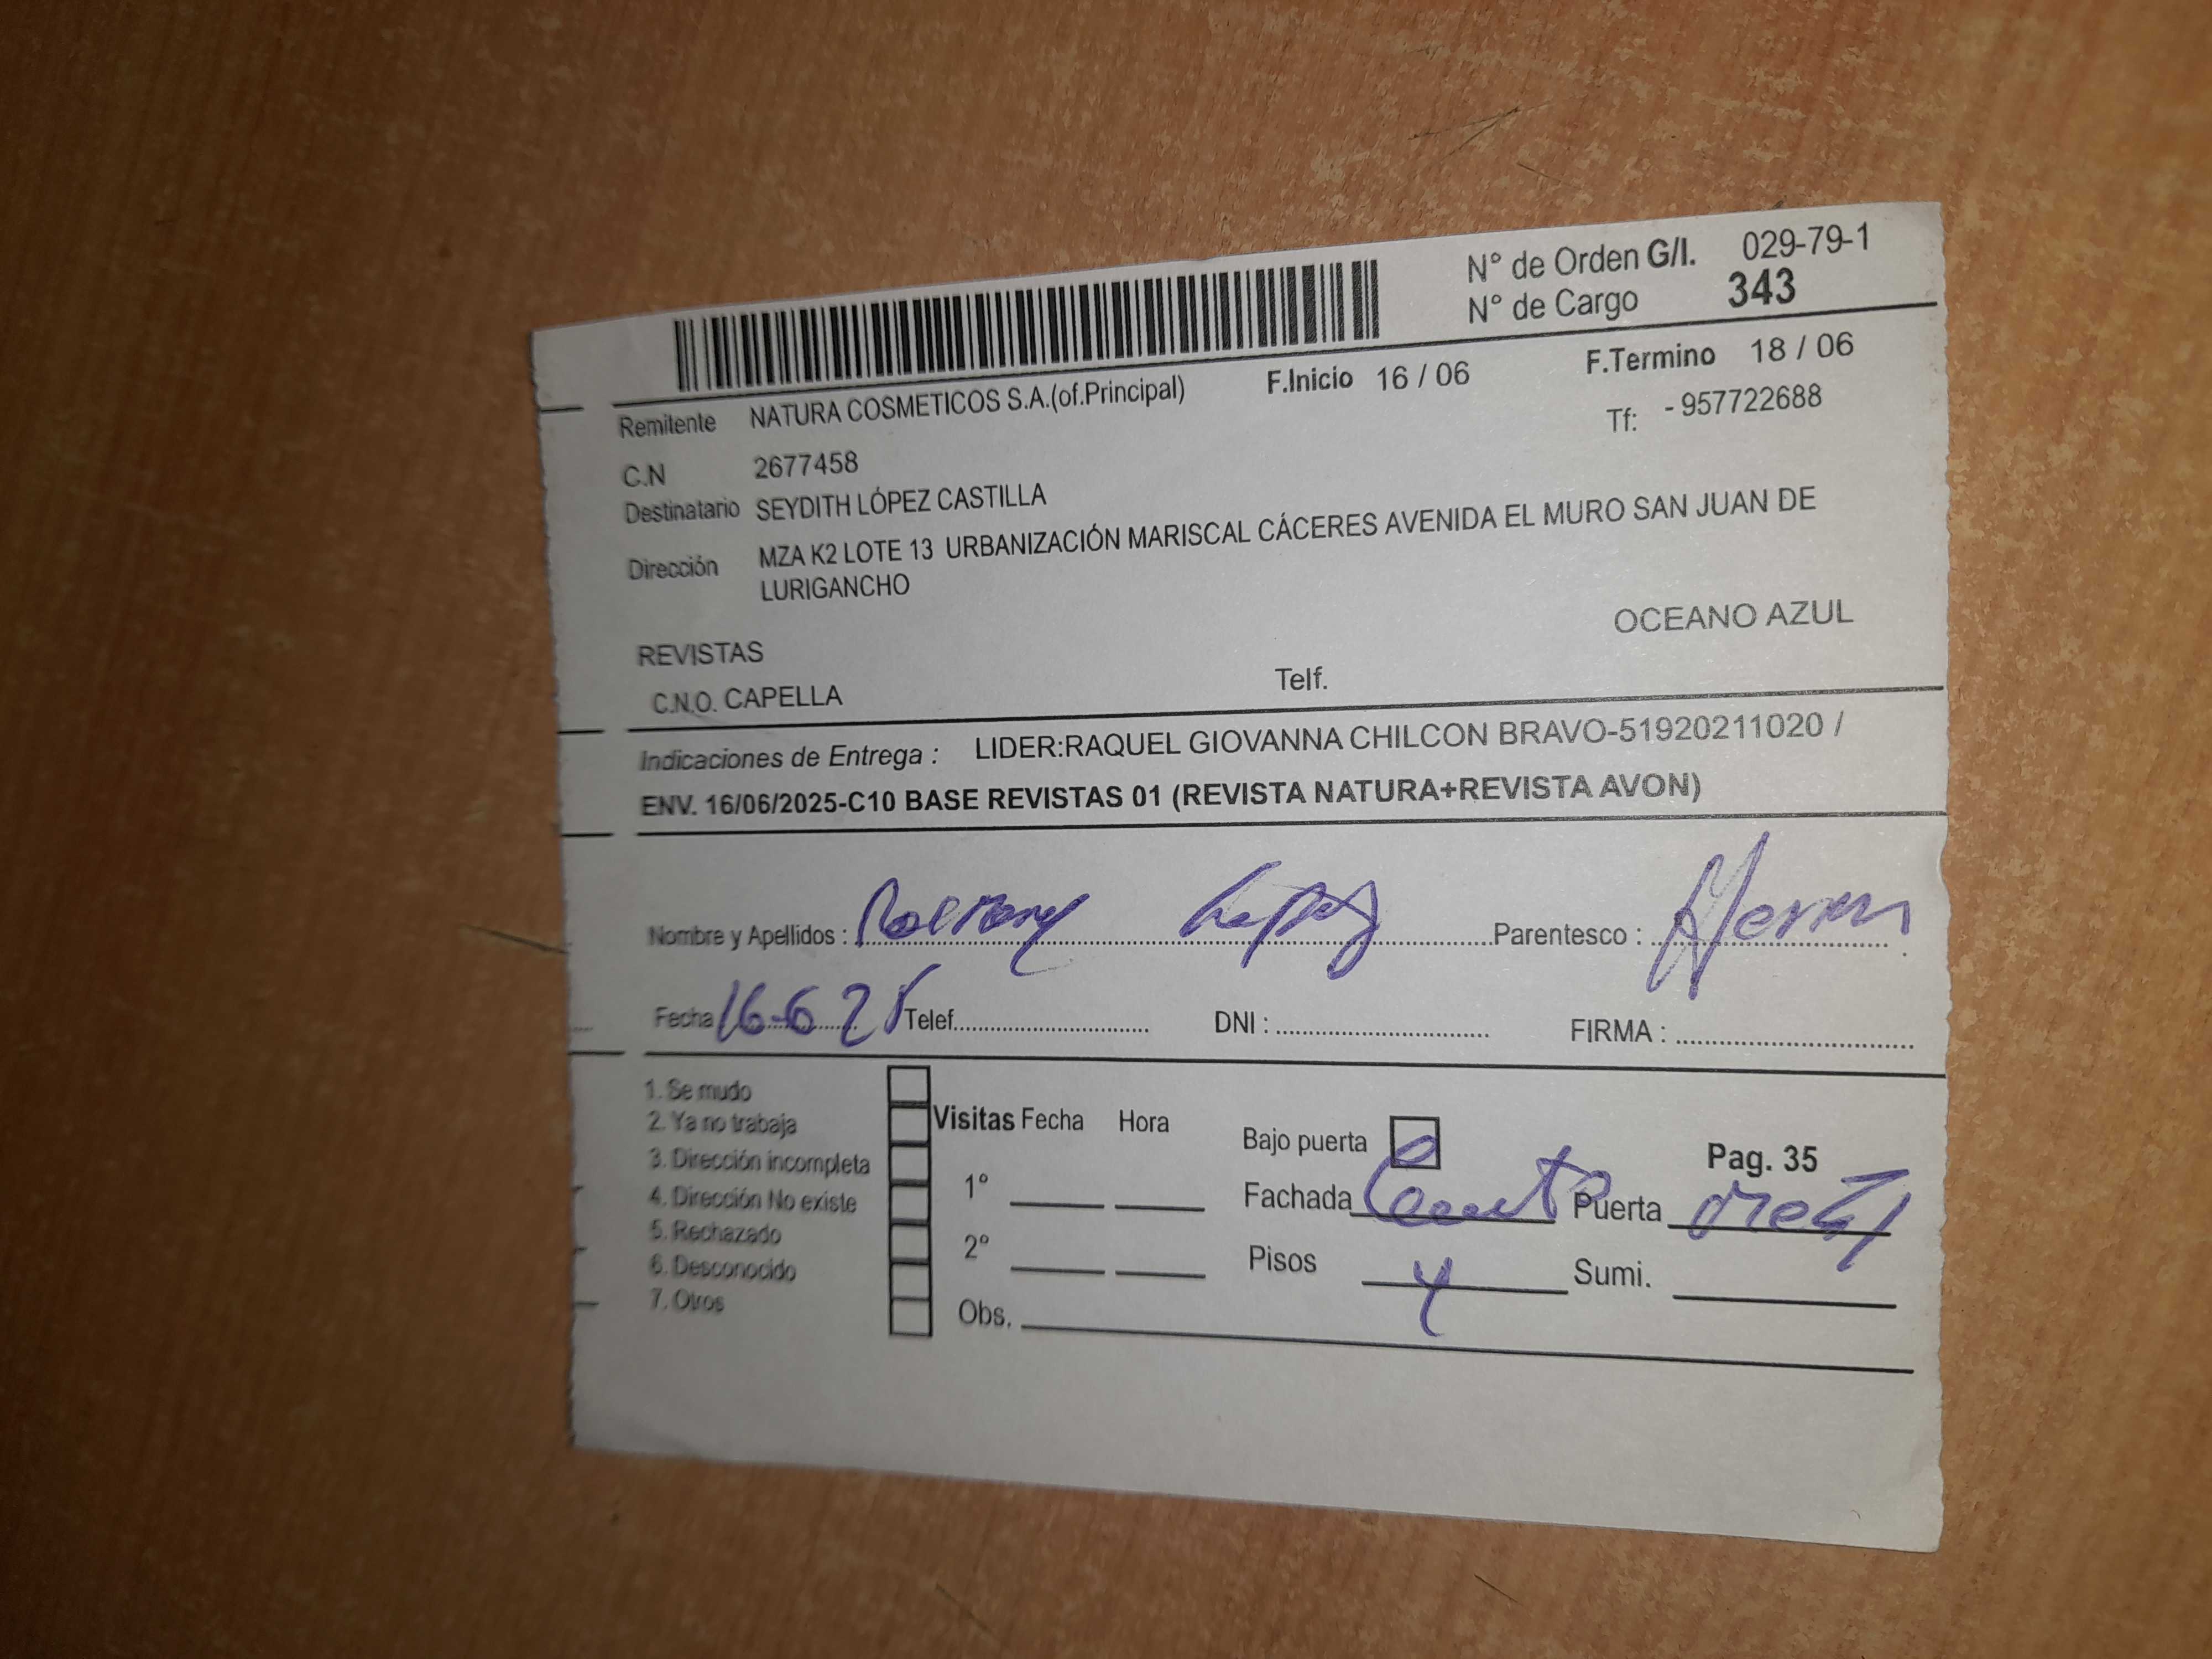 N° de Orden G/I. 029-79-1
N° de Cargo 343
F.Inicio 16 / 06 F.Termino 18 / 06
Remitente NATURA COSMETICOS S.A.(of.Principal) Tf: - 957722688
C.N 2677458
Destinatario SEYDITH LÓPEZ CASTILLA
Dirección MZA K2 LOTE 13 URBANIZACIÓN MARISCAL CÁCERES AVENIDA EL MURO SAN JUAN DE
LURIGANCHO
OCEANO AZUL
REVISTAS
C.N.O. CAPELLA Telf.
Indicaciones de Entrega : LIDER:RAQUEL GIOVANNA CHILCON BRAVO-51920211020 /
ENV. 16/06/2025-C10 BASE REVISTAS 01 (REVISTA NATURA+REVISTA AVON)
Nombre y Apellidos : Parentesco :
Fecha 16-6 25 Telef. DNI : FIRMA :
1. Se mudo
2. Ya no trabaja
3. Dirección incompleta
4. Dirección No existe
5. Rechazado
6. Desconocido
7. Otros
Visitas Fecha Hora
1°
2°
Obs.
Bajo puerta Pag. 35
Fachada Puerta
Pisos 4 Sumi.